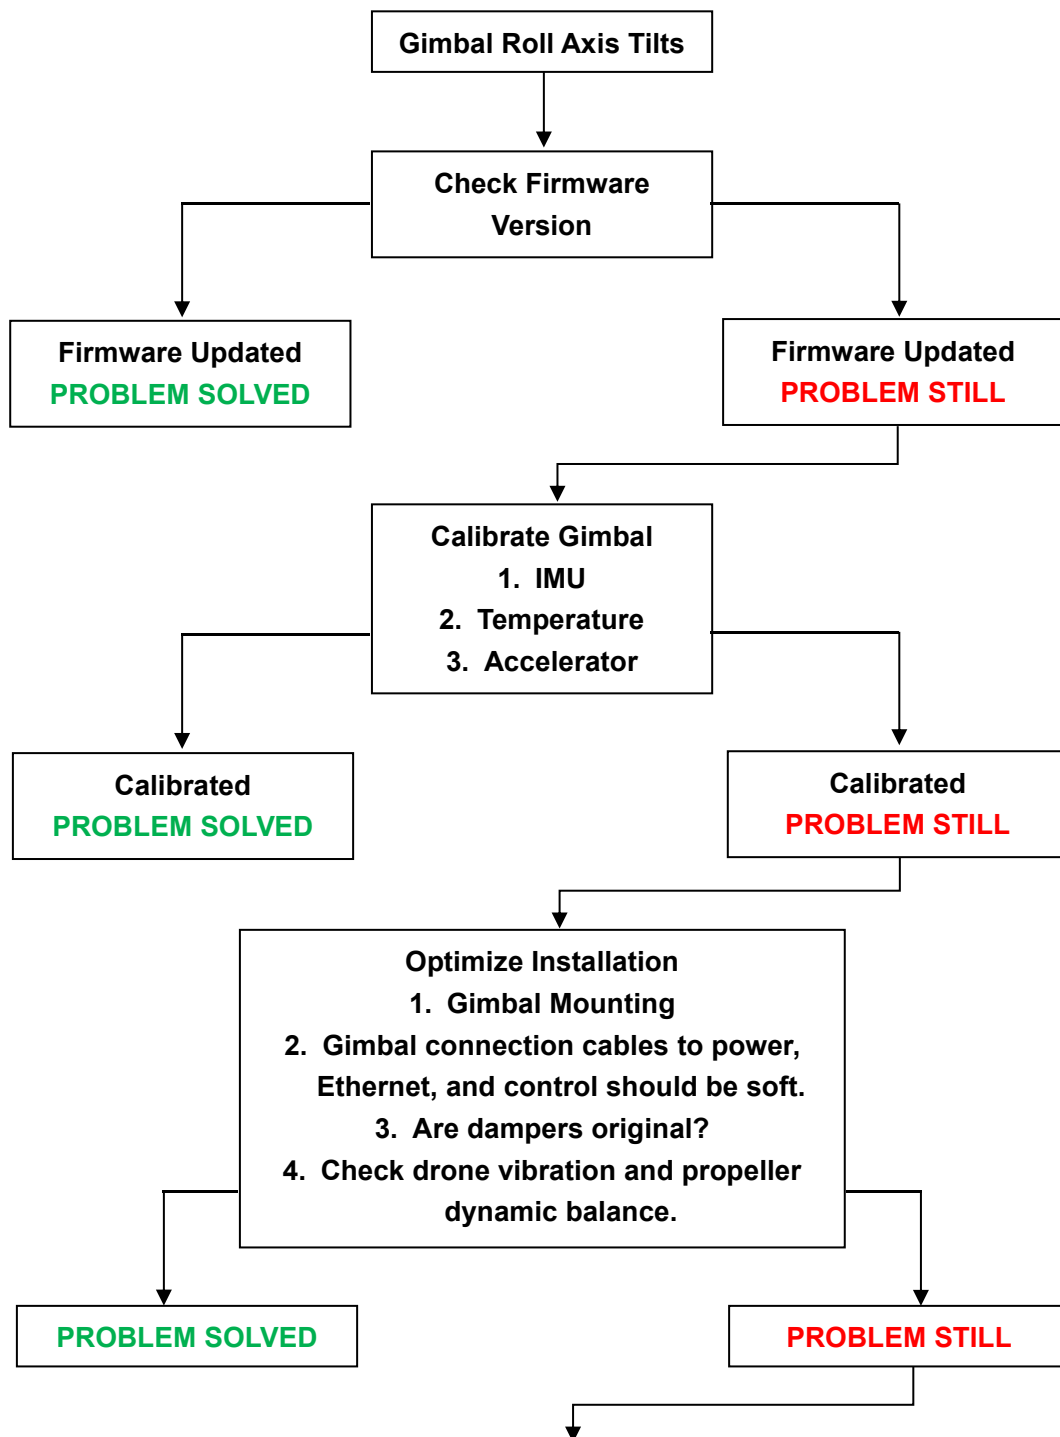 Gimbal Roll Axis Tilts
Check Firmware
Version
Firmware Updated
PROBLEM SOLVED
Firmware Updated
PROBLEM STILL
Calibrate Gimbal
1. IMU
2. Temperature
3. Accelerator
Calibrated
PROBLEM SOLVED
Calibrated
PROBLEM STILL
Optimize Installation
1. Gimbal Mounting
2. Gimbal connection cables to power,
Ethernet, and control should be soft.
3. Are dampers original?
4. Check drone vibration and propeller
dynamic balance.
PROBLEM SOLVED
PROBLEM STILL